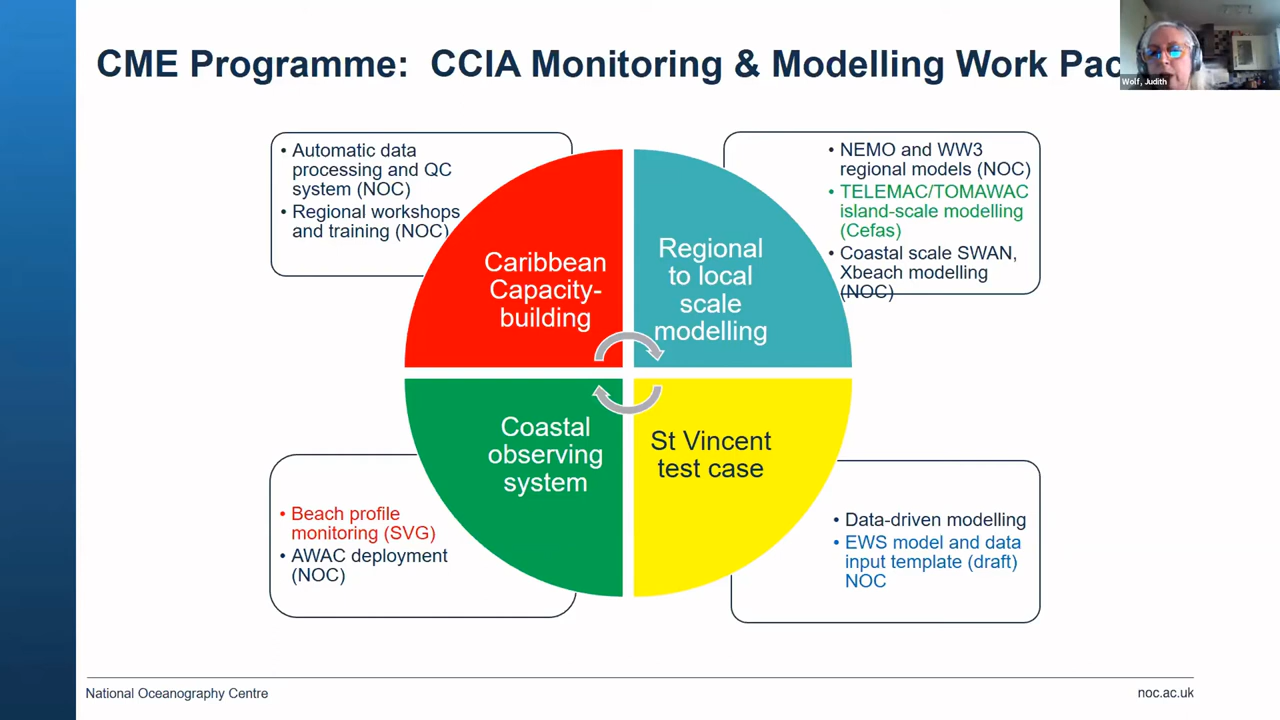 CME Programme: CCIA Monitoring & Modelling Work Pac
Wolf, Judith
• Automatic data
processing and QC
system (NOC)
• Regional workshops
and training (NOC)
• NEMO and WW3
regional models (NOC)
• TELEMAC/TOMAWAC
island-scale modelling
(Cefas)
• Coastal scale SWAN,
Xbeach modelling
(NOC)
Caribbean
Capacity-
building
Regional
to local
scale
modelling
Coastal
observing
system
St Vincent
test case
• Beach profile
monitoring (SVG)
• AWAC deployment
(NOC)
• Data-driven modelling
• EWS model and data
input template (draft)
NOC
National Oceanography Centre
noc.ac.uk